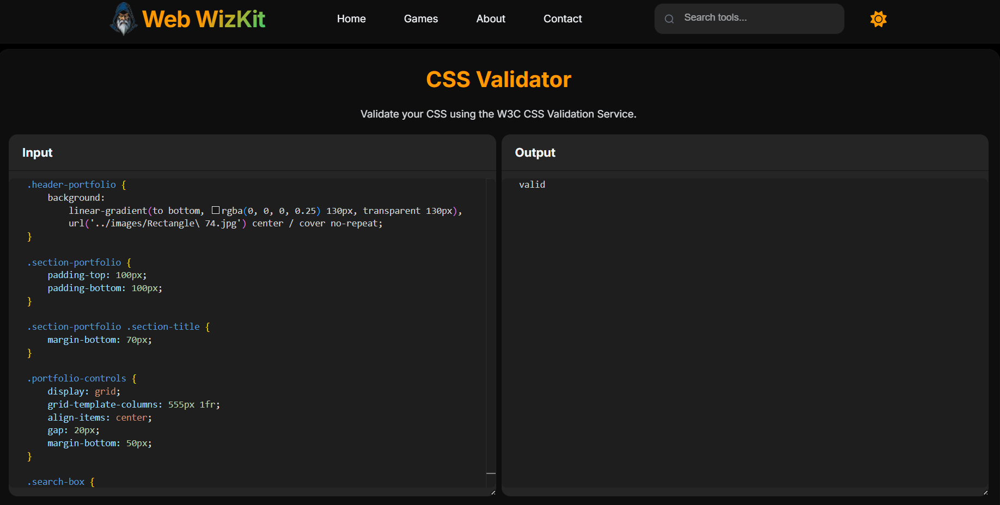 Web WizKit
Home
Games
About
Contact
Search tools...
CSS Validator
Validate your CSS using the W3C CSS Validation Service.
Input
.header-portfolio {
    background:
        linear-gradient(to bottom, rgba(0, 0, 0, 0.25) 130px, transparent 130px),
        url('../images/Rectangle\ 74.jpg') center / cover no-repeat;
}
.section-portfolio {
    padding-top: 100px;
    padding-bottom: 100px;
}
.section-portfolio .section-title {
    margin-bottom: 70px;
}
.portfolio-controls {
    display: grid;
    grid-template-columns: 555px 1fr;
    align-items: center;
    gap: 20px;
    margin-bottom: 50px;
}
.search-box {
Output
valid